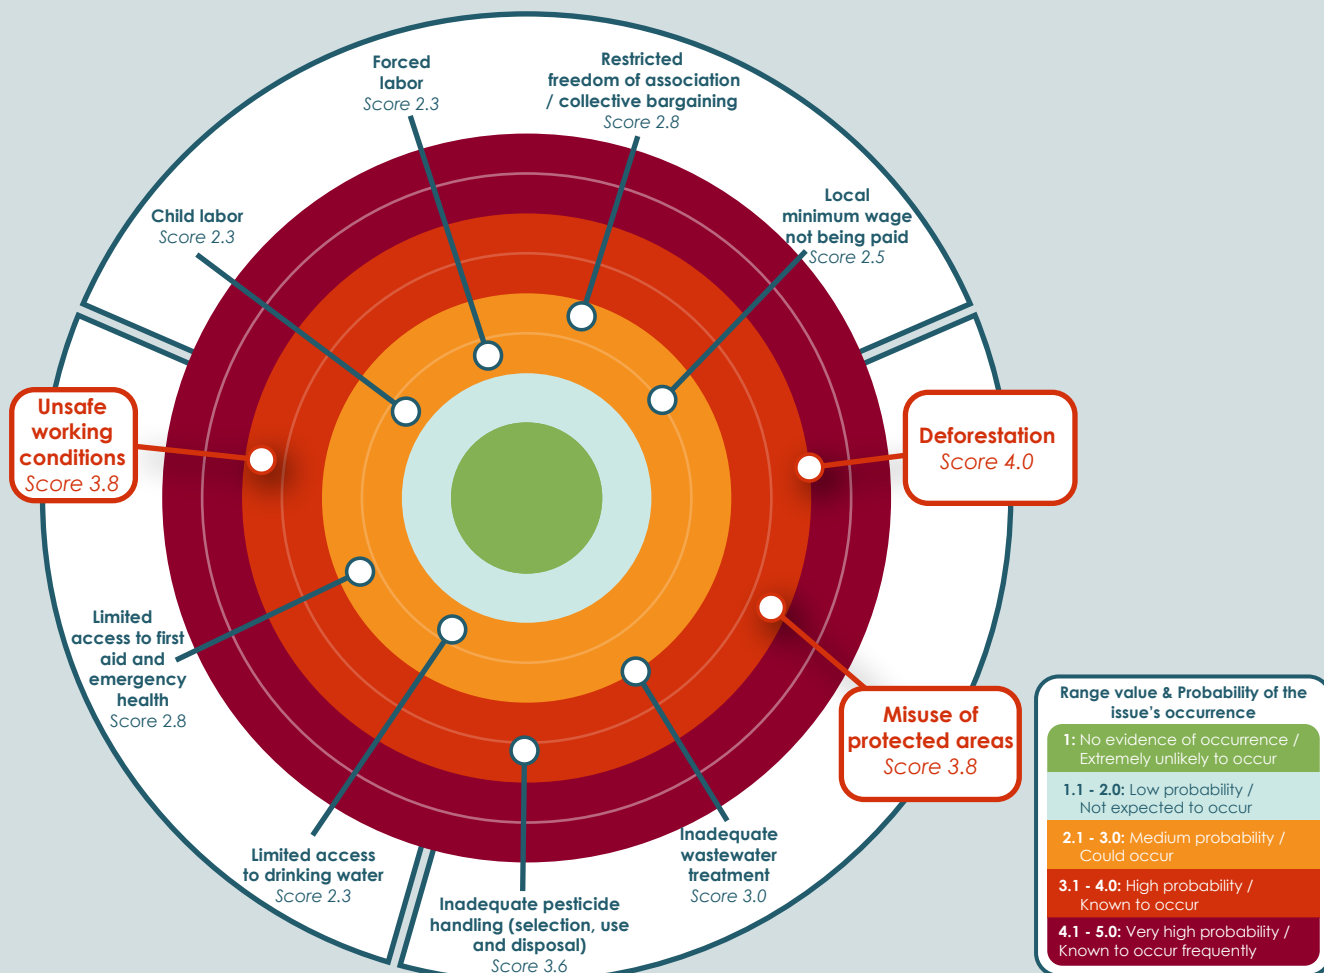 Forced
labor
Score 2.3
Restricted
freedom of association
/ collective bargaining
Score 2.8
Child labor
Score 2.3
Local
minimum wage
not being paid
Score 2.5
Unsafe
working
conditions
Score 3.8
Deforestation
Score 4.0
Limited
access to first
aid and
emergency
health
Score 2.8
Misuse of
protected areas
Score 3.8
Limited access
to drinking water
Score 2.3
Inadequate pesticide
handling (selection, use
and disposal)
Score 3.6
Inadequate
wastewater
treatment
Score 3.0
Range value & Probability of the
issue's occurrence
1: No evidence of occurrence /
Extremely unlikely to occur
1.1 - 2.0: Low probability /
Not expected to occur
2.1 - 3.0: Medium probability /
Could occur
3.1 - 4.0: High probability /
Known to occur
4.1 - 5.0: Very high probability /
Known to occur frequently